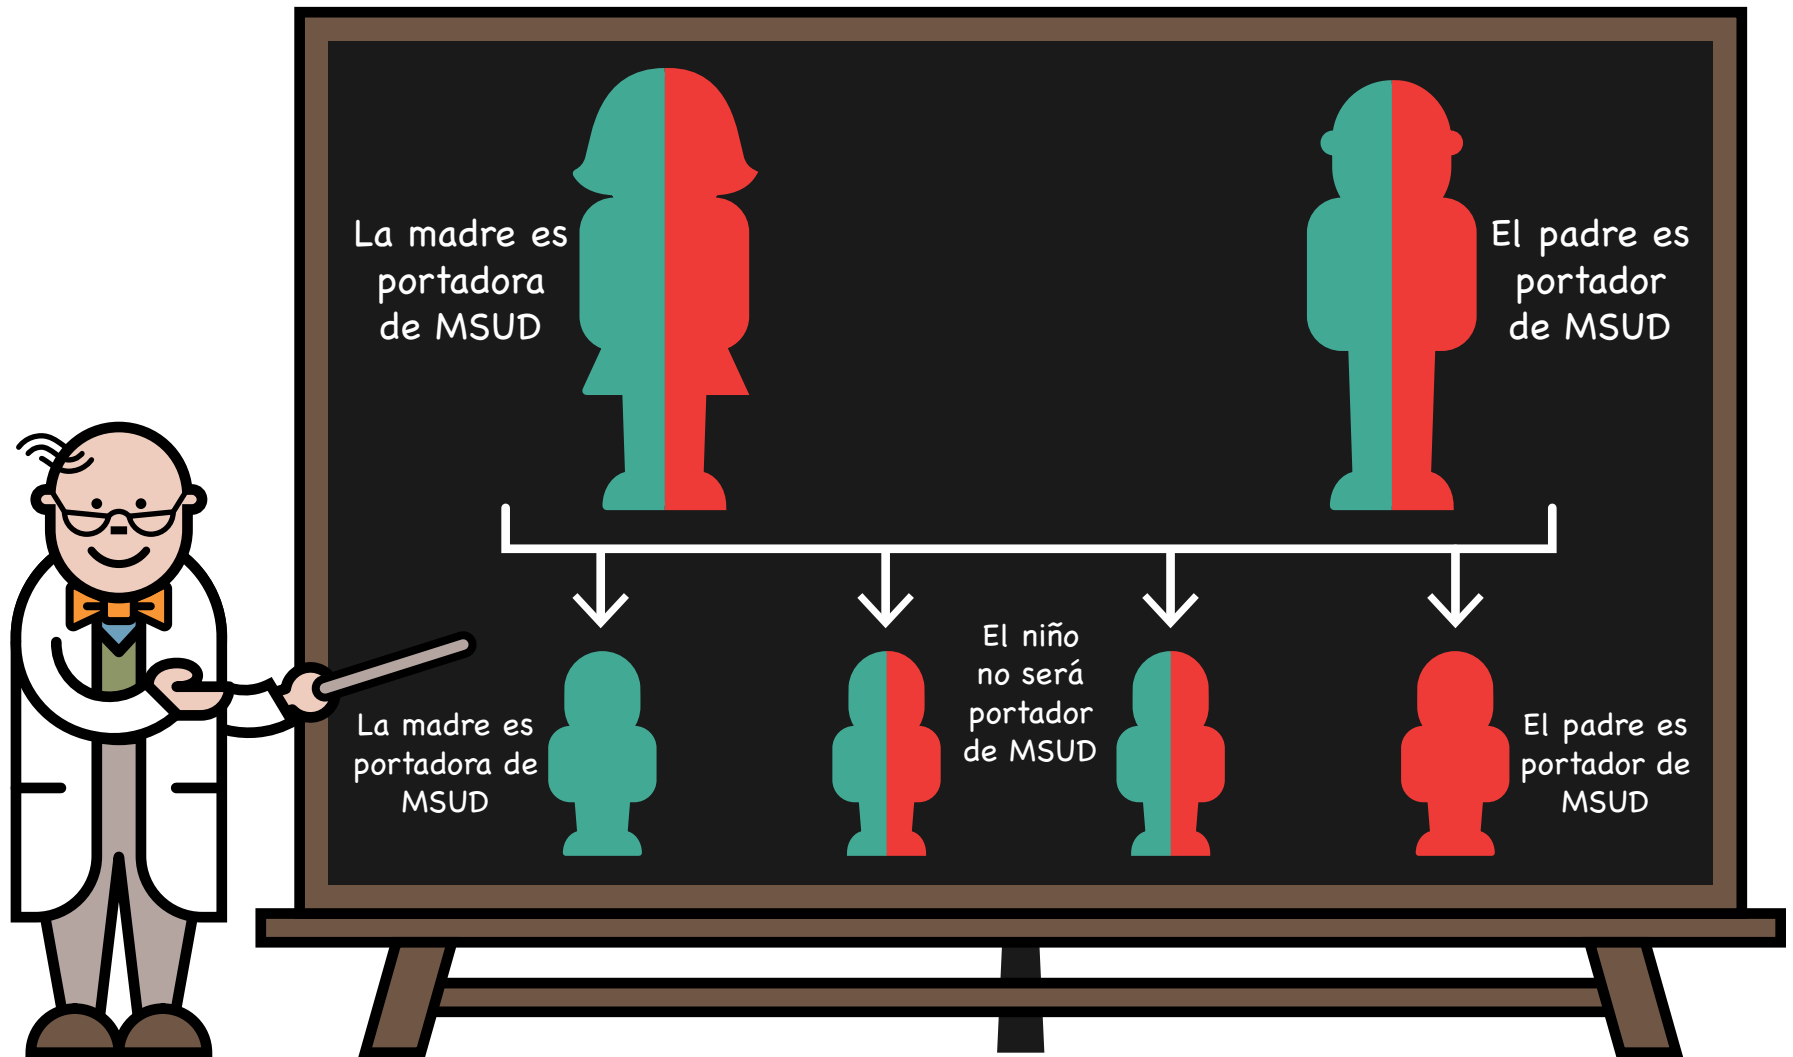 La madre es
portadora
de MSUD
El padre es
portador
de MSUD
La madre es
portadora de
MSUD
El niño
no será
portador
de MSUD
El padre es
portador de
MSUD